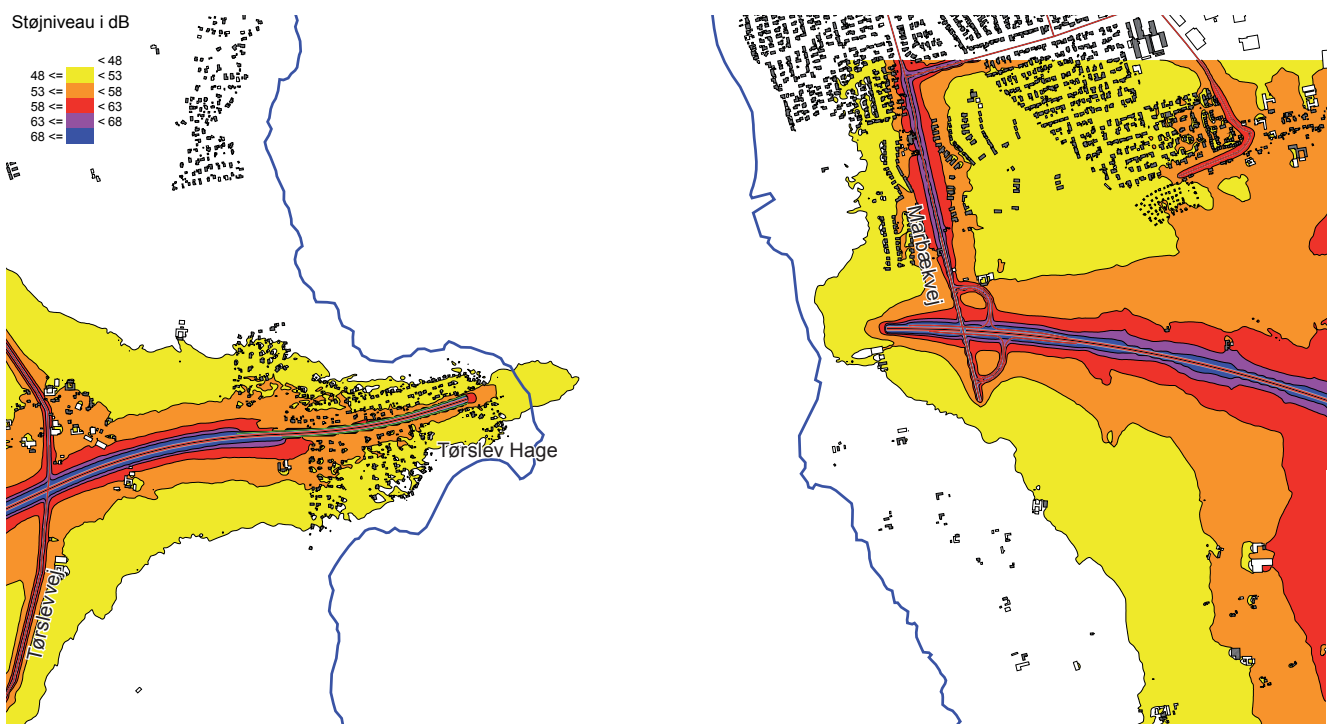 Støjniveau i dB
< 48
48 <= < 53
53 <= < 58
58 <= < 63
63 <= < 68
68 <=
Marbækvej
Tørslev Hage
Tørslevvej